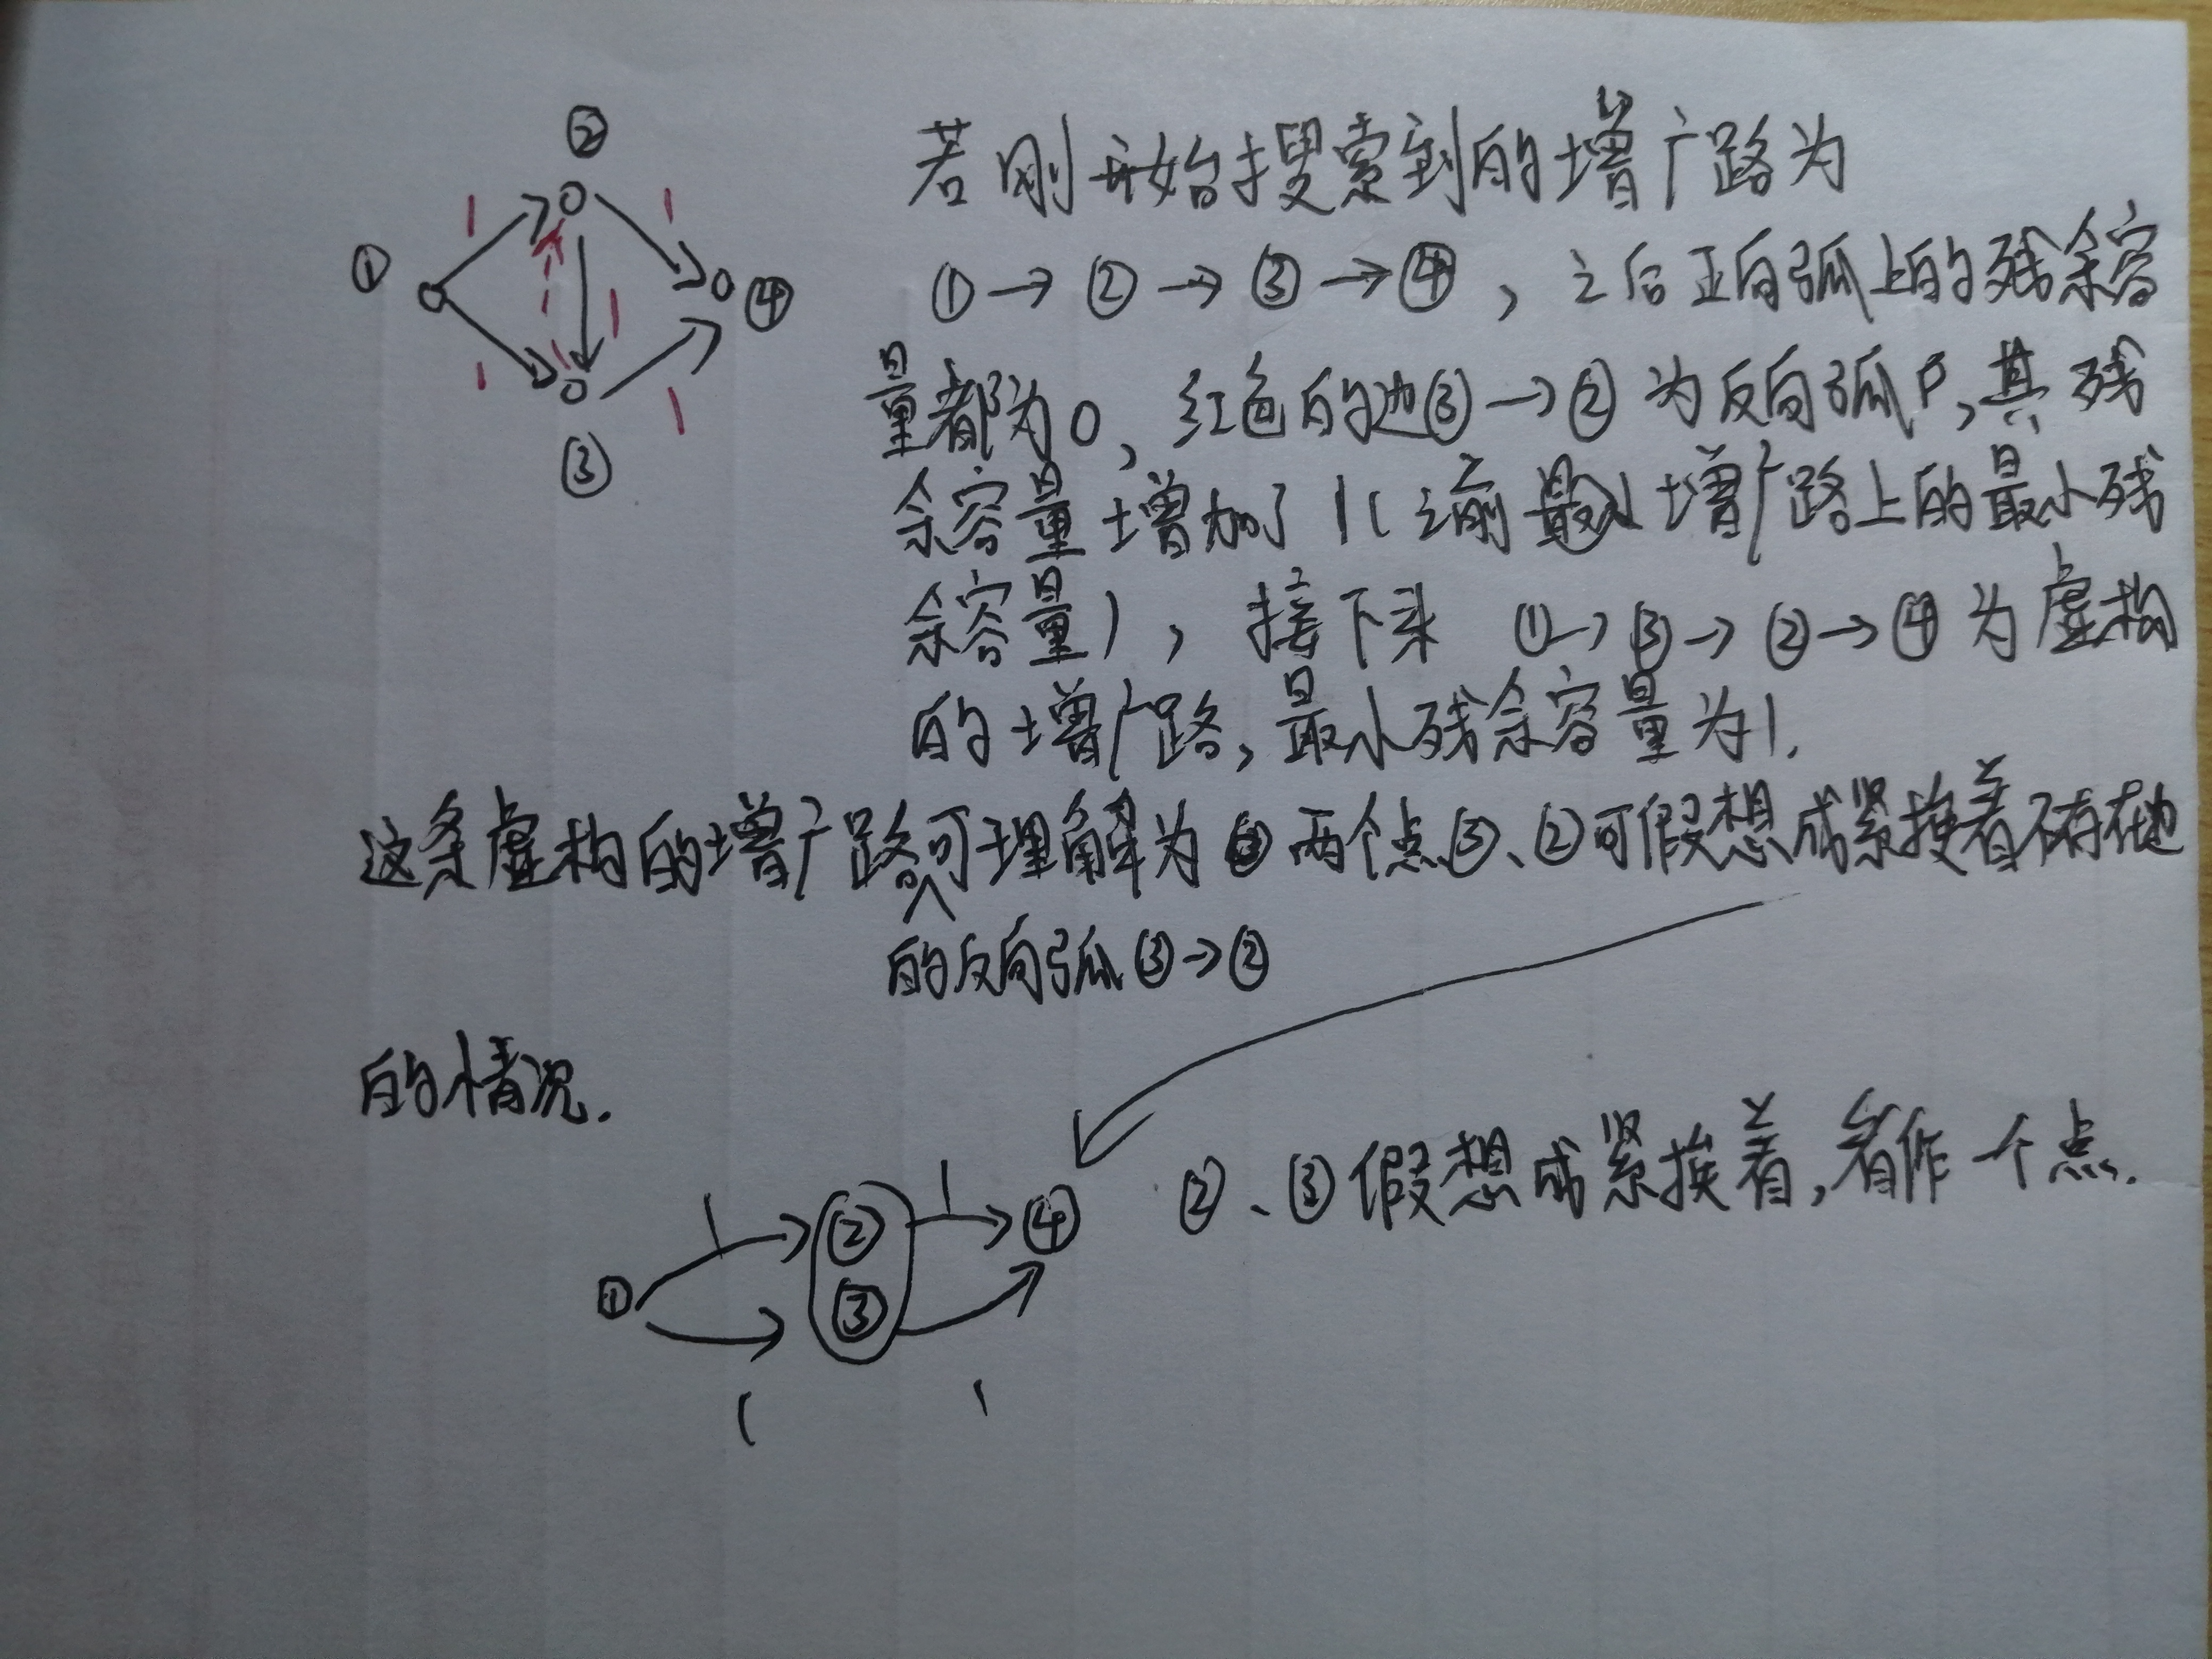 ②
1 1
①
④
1
1 1
③
若刚开始搜索到的增广路为
①→②→③→④，之后正向弧上的残余容
量都为0，红色的边③→②为反向弧P，其残
余容量增加了1(之前增广路上的最小残
余容量)，接下来 ①→③→②→④为虚构
的增广路，最小残余容量为1.
这条虚构的增广路可理解为 两个点③、②可假想成紧挨着不存在边
的反向弧③→②
的情况.
②、③假想成紧挨着,看作一个点.
1 1
② ④
①
③
1 1